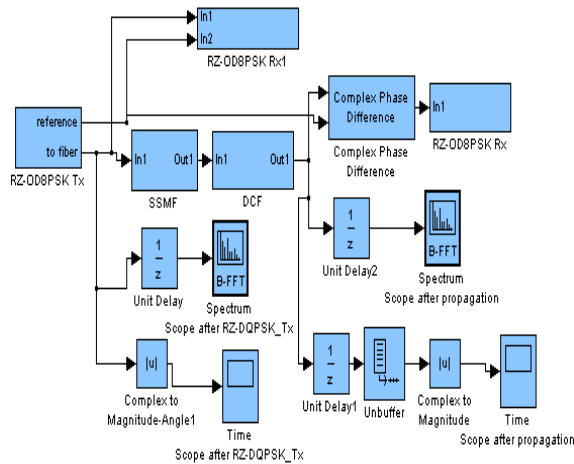 In1
In2
RZ-OD8PSK Rx1
reference
to fiber
RZ-OD8PSK Tx
In1 Out1
SSMF
In1 Out1
DCF
Complex Phase
Difference
Complex Phase
Difference
In1
RZ-OD8PSK Rx
1
z
Unit Delay
B-FFT
Spectrum
Scope after RZ-DQPSK_Tx
1
z
Unit Delay2
B-FFT
Spectrum
Scope after propagation
|u|
Complex to
Magnitude-Angle1
Time
Scope after RZ-DQPSK_Tx
1
z
Unit Delay1
Unbuffer
|u|
Complex to
Magnitude
Time
Scope after propagation